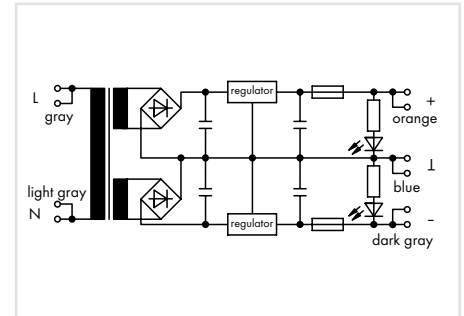 regulator
+
orange
L
gray
⊥
blue
light gray
N
regulator
–
dark gray